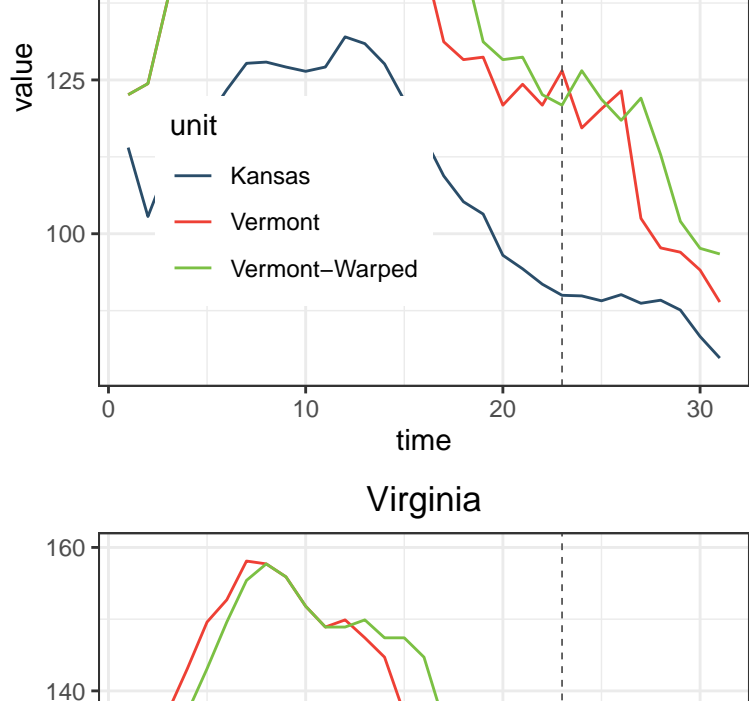 value
125
100
unit
Kansas
Vermont
Vermont−Warped
0 10 20 30
time
Virginia
160
140